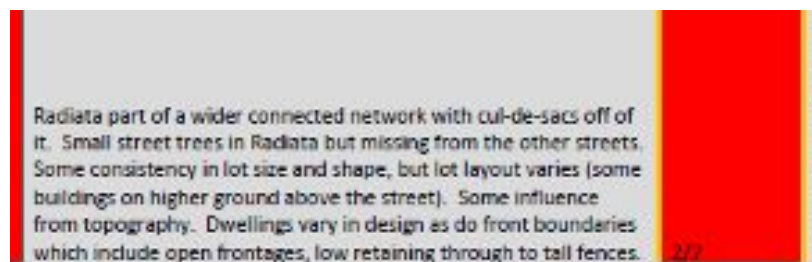 Radiata part of a wider connected network with cul-de-sacs off of
it.  Small street trees in Radiata but missing from the other streets.
Some consistency in lot size and shape, but lot layout varies (some
buildings on higher ground above the street).  Some influence
from topography.  Dwellings vary in design as do front boundaries
which include open frontages, low retaining through to tall fences.
2/7